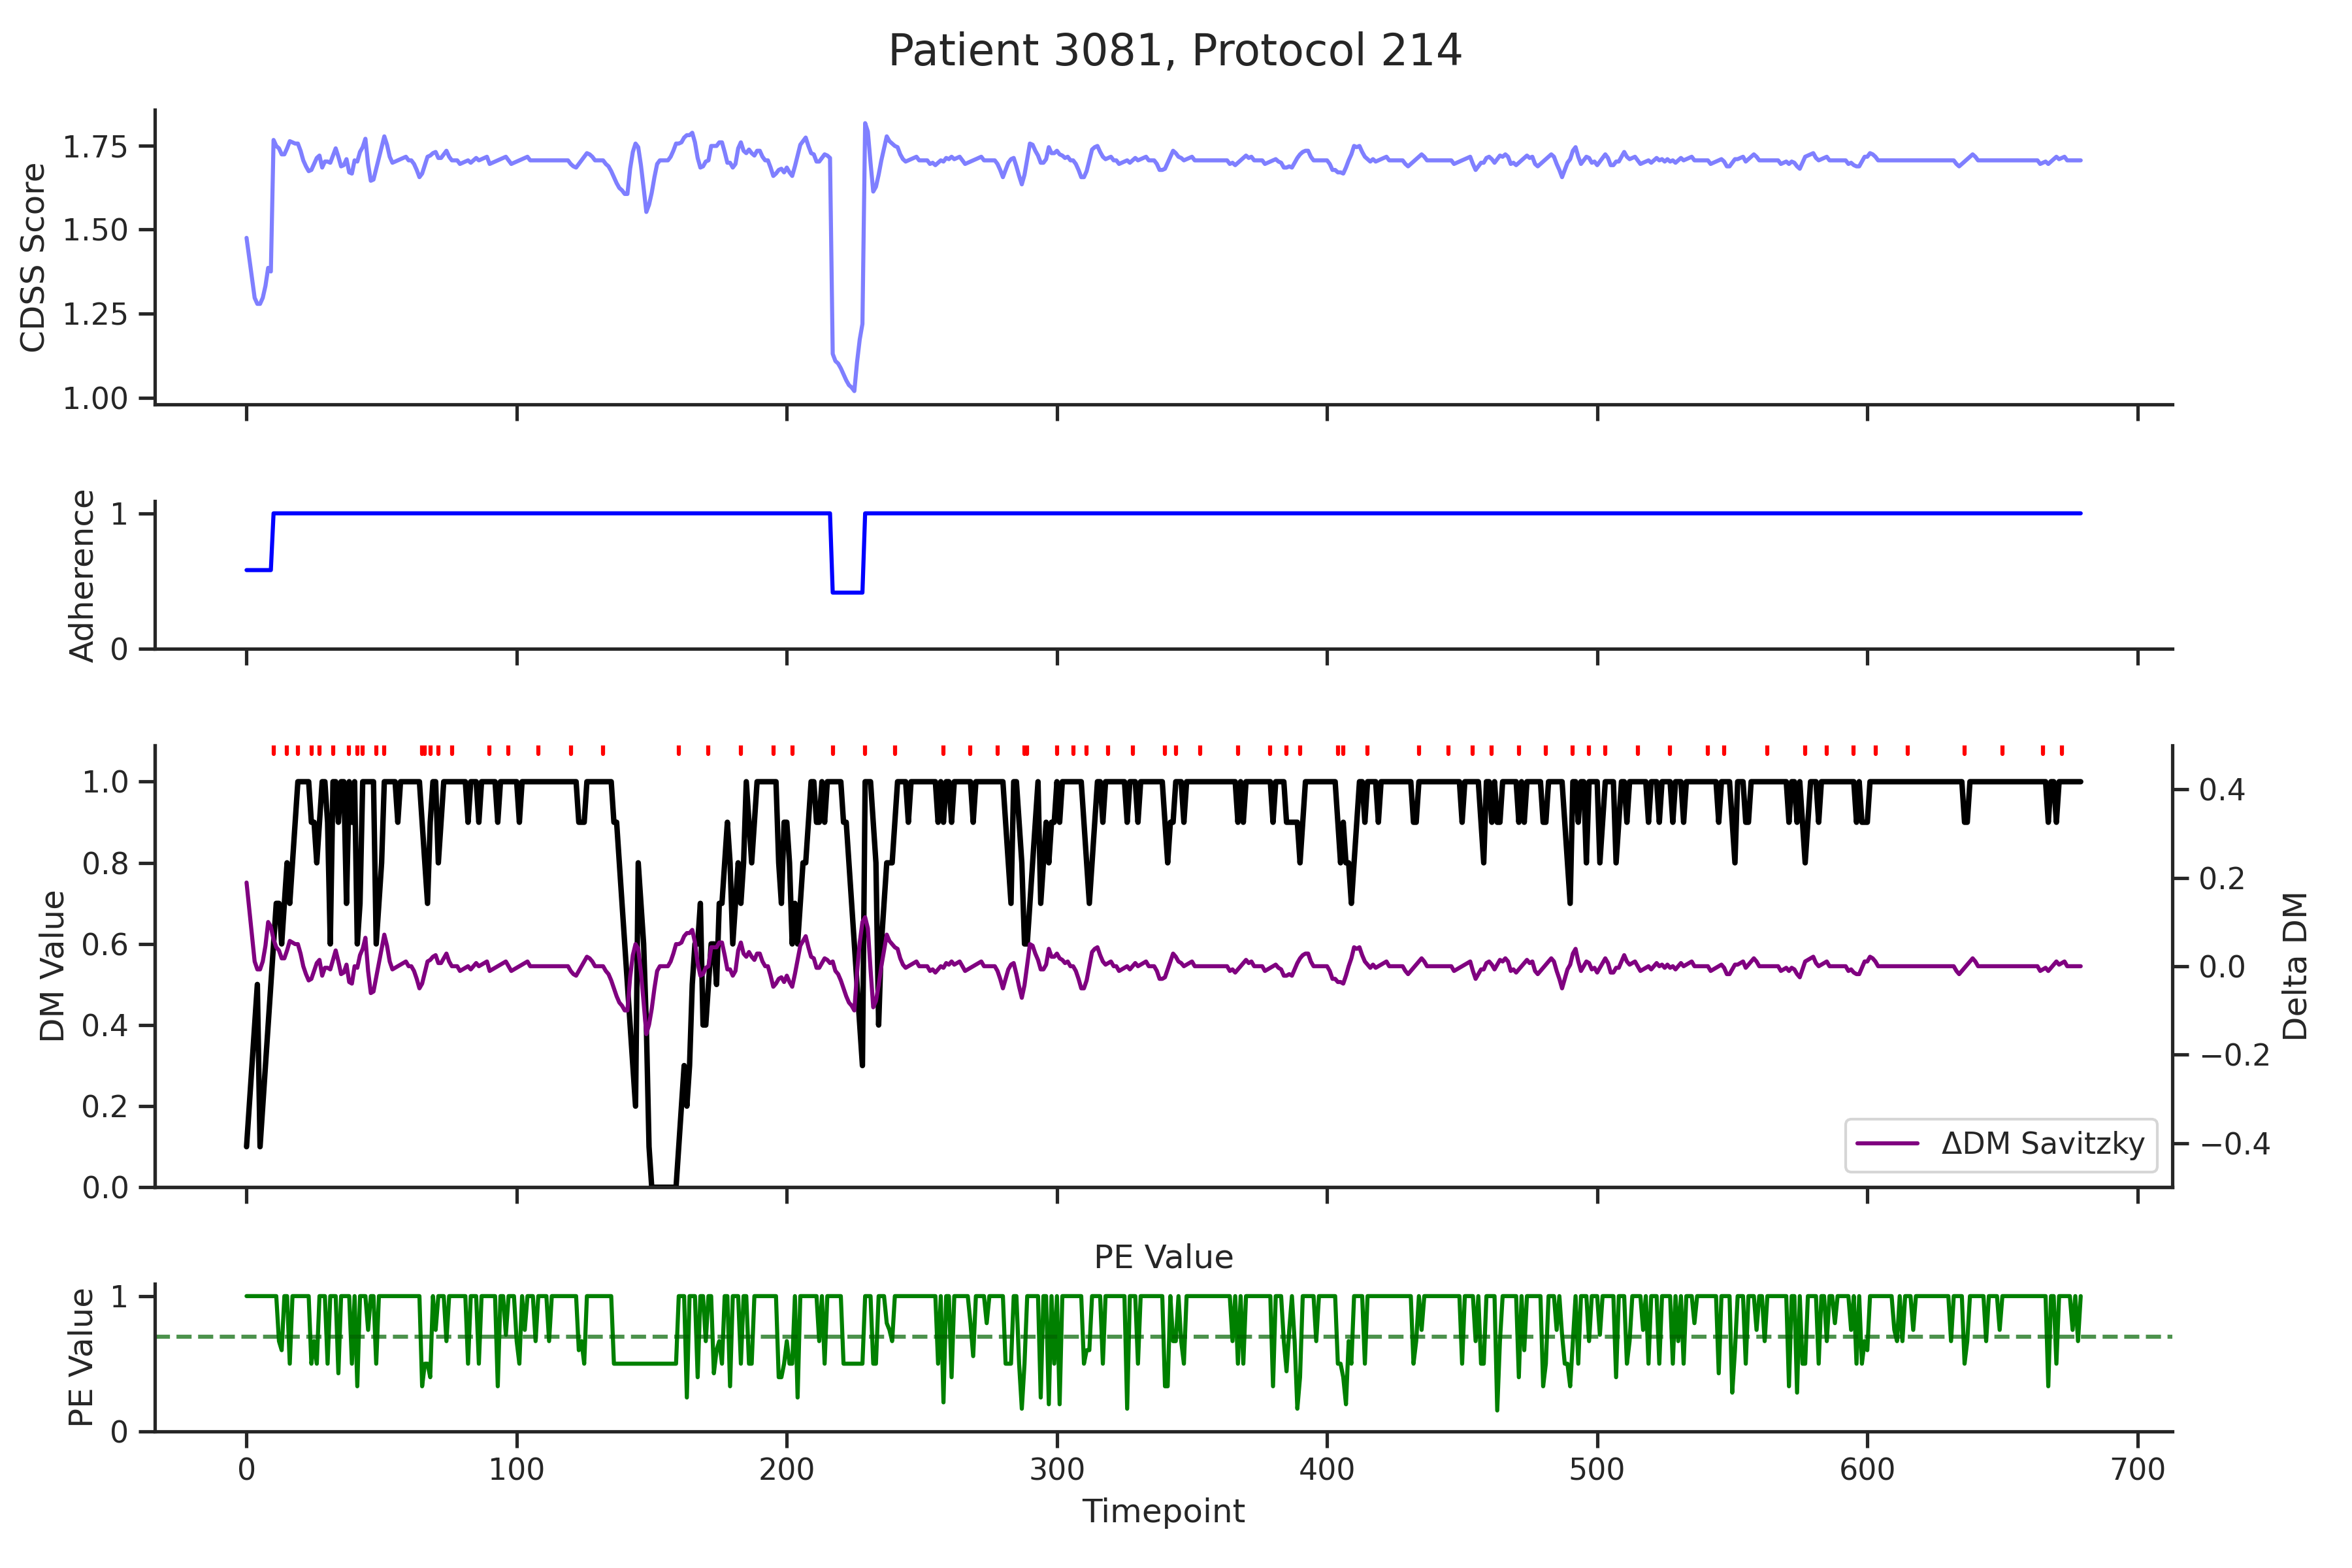 Patient 3081, Protocol 214
CDSS Score
1.75
1.50
1.25
1.00
Adherence
1
0
DM Value
1.0
0.8
0.6
0.4
0.2
0.0
Delta DM
0.4
0.2
0.0
−0.2
−0.4
ΔDM Savitzky
PE Value
PE Value
1
0
0 100 200 300 400 500 600 700
Timepoint